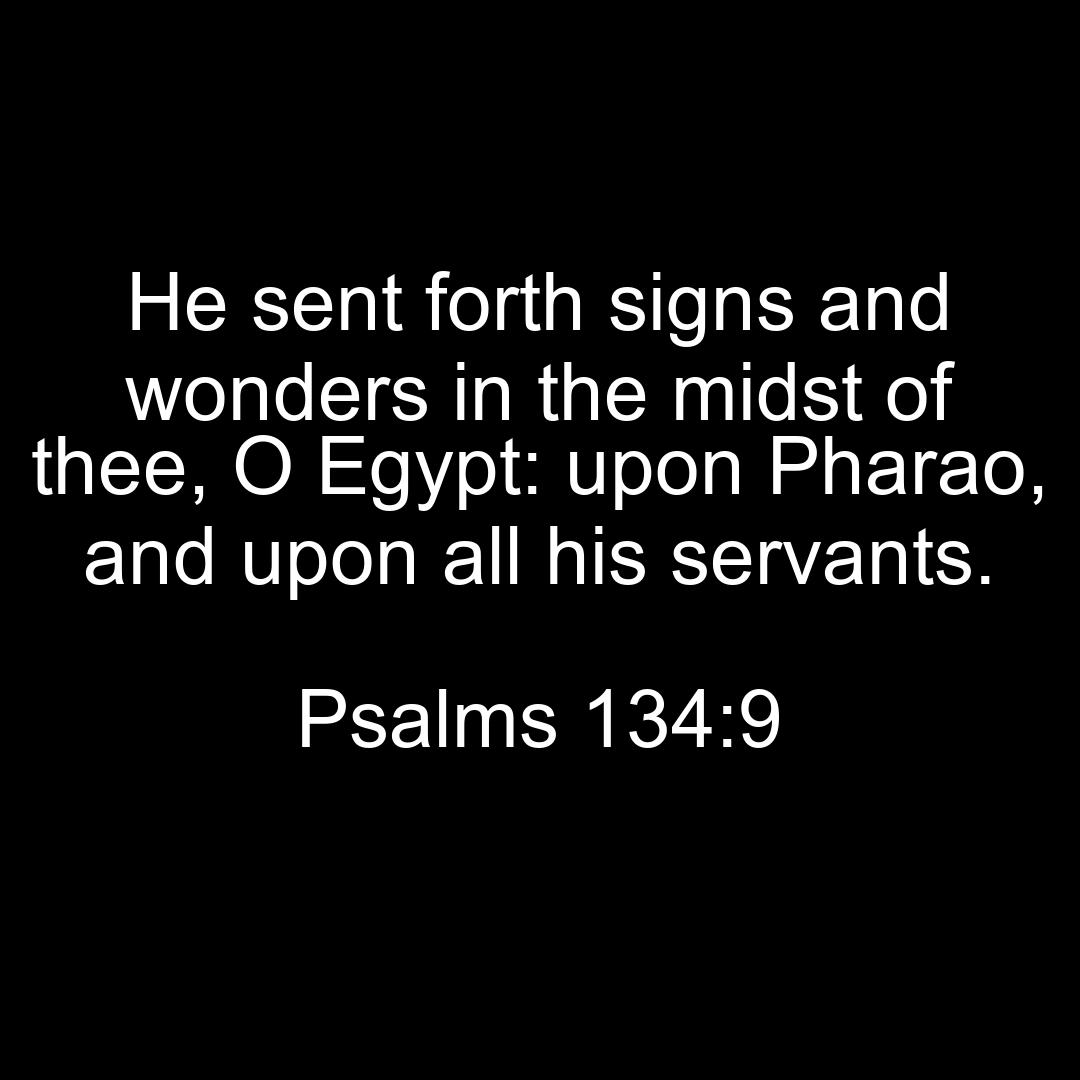 He sent forth signs and
wonders in the midst of
thee, O Egypt: upon Pharao,
and upon all his servants.
Psalms 134:9